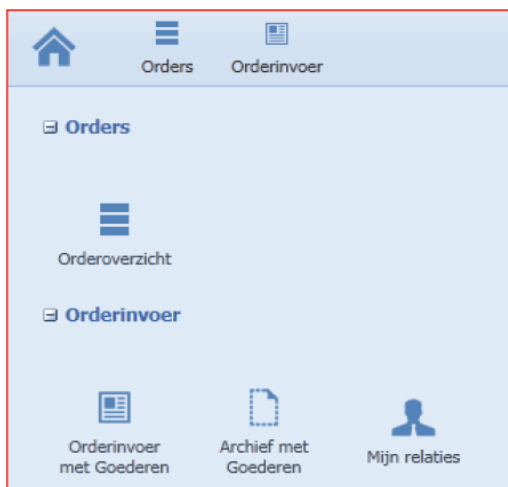 Orders Orderinvoer
Orders
Orderoverzicht
Orderinvoer
Orderinvoer
met Goederen
Archief met
Goederen
Mijn relaties